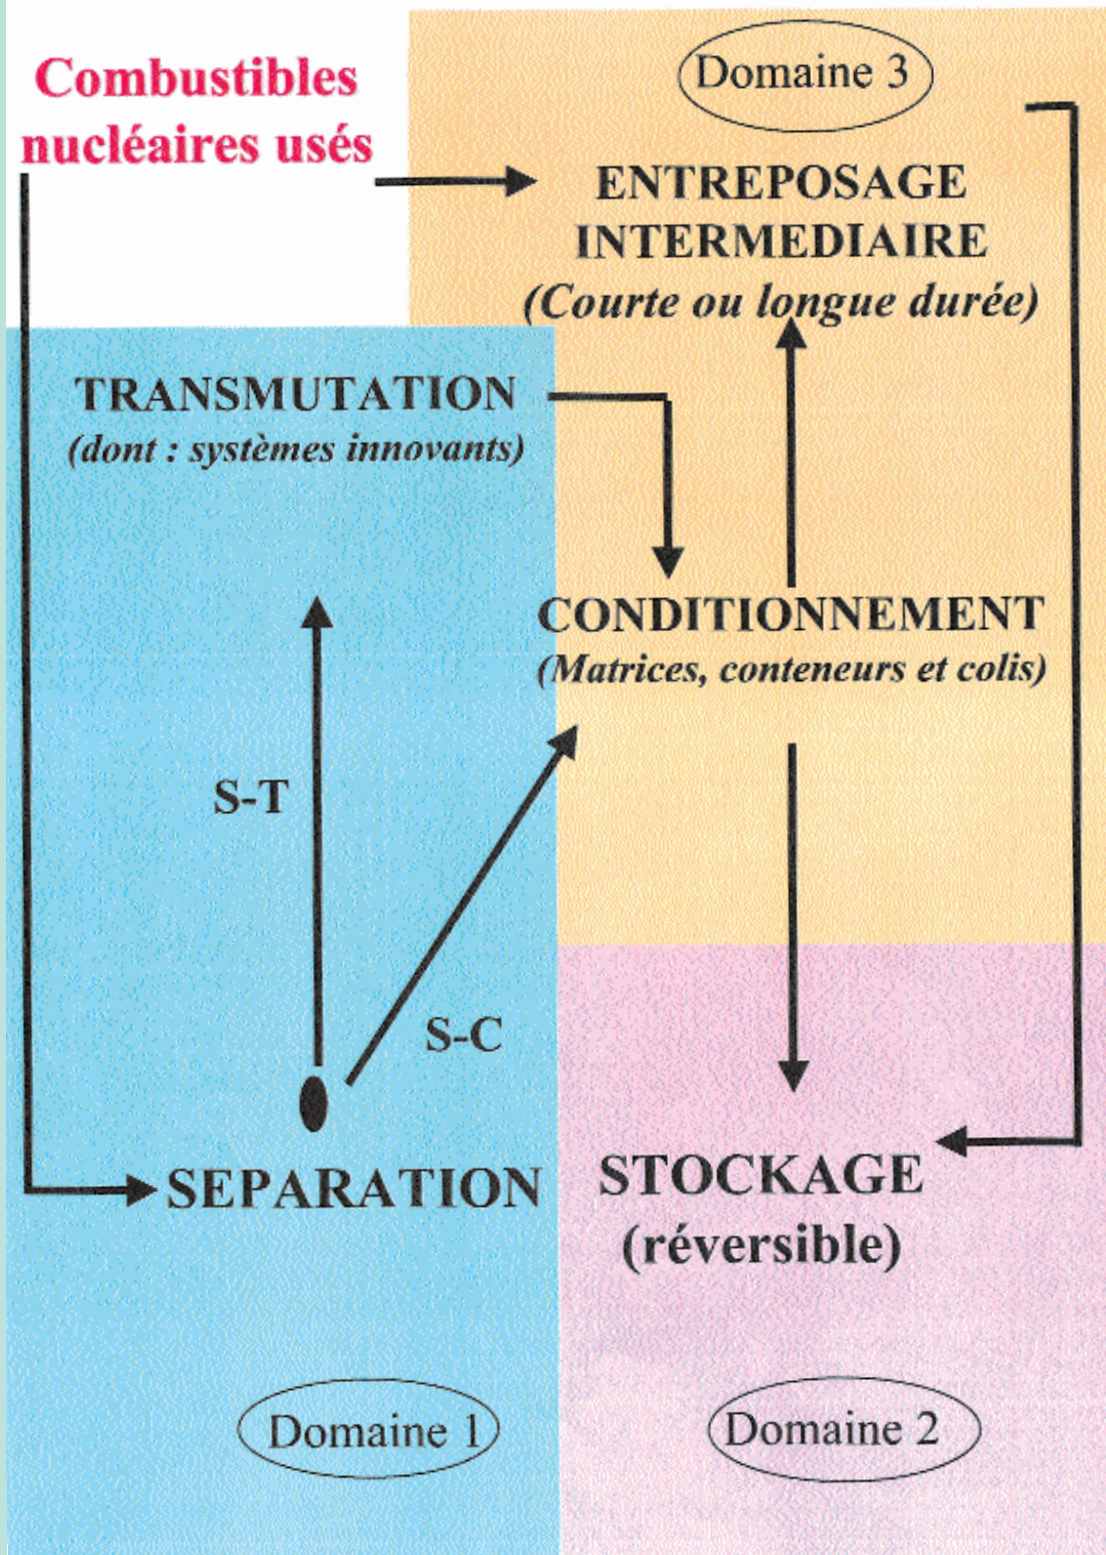 Combustibles
nucléaires usés
Domaine 3
ENTREPOSAGE
INTERMEDIAIRE
(Courte ou longue durée)
TRANSMUTATION
(dont : systèmes innovants)
CONDITIONNEMENT
(Matrices, conteneurs et colis)
S-T
S-C
SEPARATION
STOCKAGE
(réversible)
Domaine 1
Domaine 2